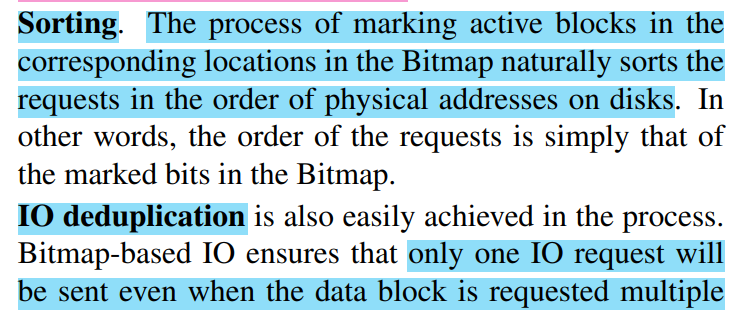 Sorting. The process of marking active blocks in the
corresponding locations in the Bitmap naturally sorts the
requests in the order of physical addresses on disks. In
other words, the order of the requests is simply that of
the marked bits in the Bitmap.
IO deduplication is also easily achieved in the process.
Bitmap-based IO ensures that only one IO request will
be sent even when the data block is requested multiple